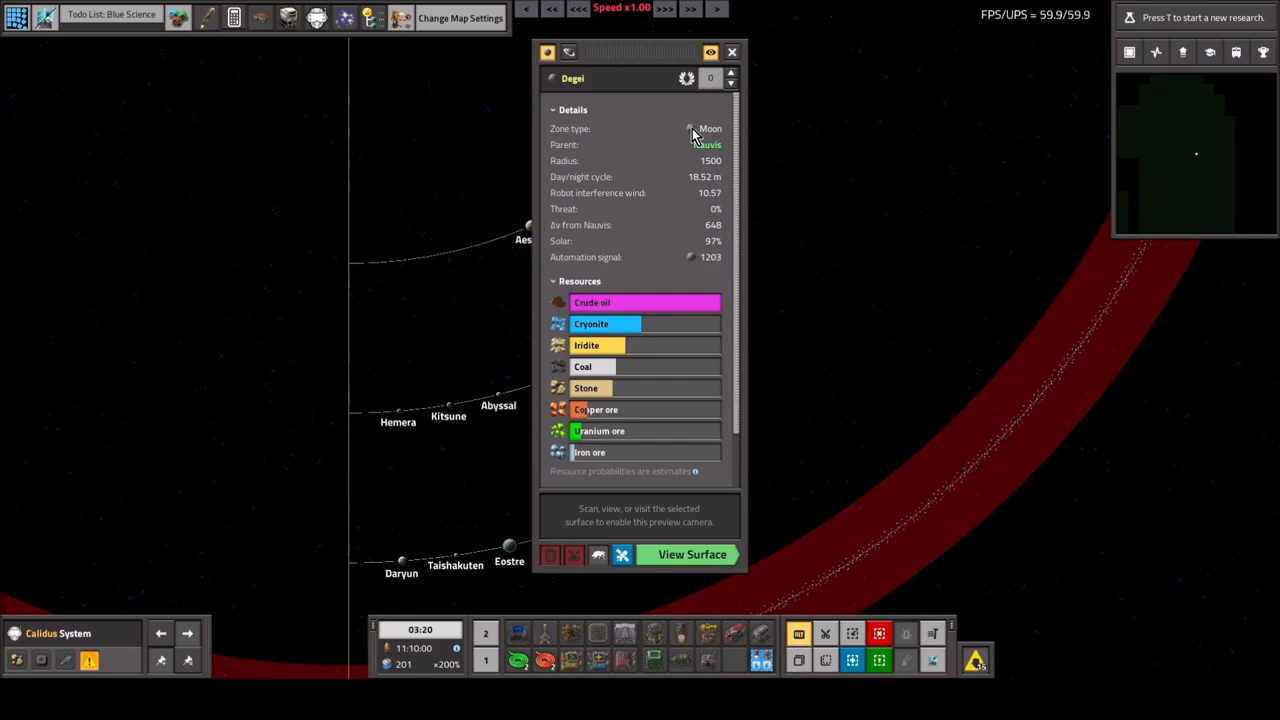 Todo List: Blue Science
Change Map Settings
< << <<< Speed x1.00 >>> >> >
FPS/UPS = 59.9/59.9
Press T to start a new research.
Degei
0
Details
Zone type: Moon
Parent: Nauvis
Radius: 1500
Day/night cycle: 18.52 m
Robot interference wind: 10.57
Threat: 0%
Δv from Nauvis: 648
Solar: 97%
Automation signal: 1203
Resources
Crude oil
Cryonite
Iridite
Coal
Stone
Copper ore
Uranium ore
Iron ore
Resource probabilities are estimates
Scan, view, or visit the selected
surface to enable this preview camera.
View Surface
Aes
Hemera
Kitsune
Abyssal
Daryun
Taishakuten
Eostre
Calidus System
03:20
11:10:00
201 ×200%
2
1
2
2